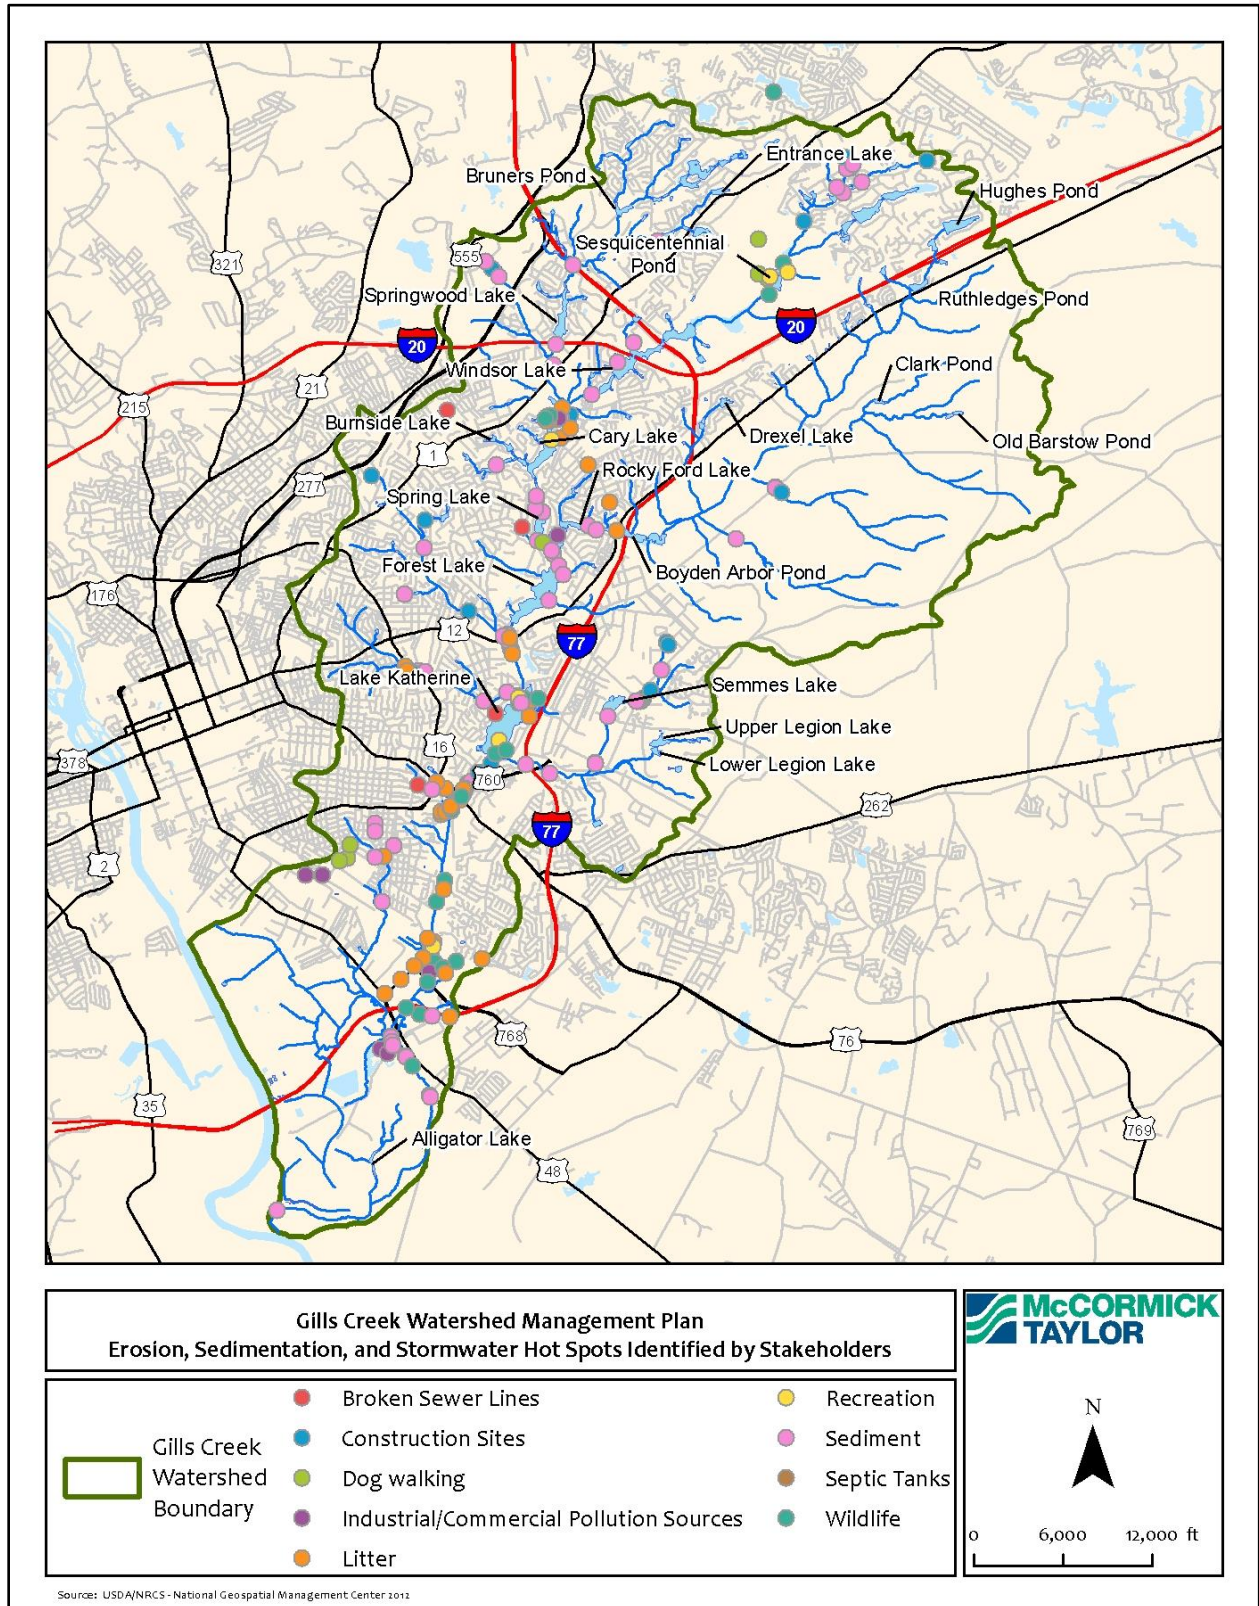 Entrance Lake
Bruners Pond
Hughes Pond
Sesquicentennial
Pond
555
321
Springwood Lake
Ruthledges Pond
20
20
Windsor Lake
Clark Pond
21
215
Burnside Lake
Cary Lake
Drexel Lake
Old Barstow Pond
1
Rocky Ford Lake
277
Spring Lake
Forest Lake
Boyden Arbor Pond
176
12
77
Lake Katherine
Semmes Lake
Upper Legion Lake
16
378
Lower Legion Lake
760
262
77
2
768
76
35
769
Alligator Lake
48
Gills Creek Watershed Management Plan
Erosion, Sedimentation, and Stormwater Hot Spots Identified by Stakeholders
Gills Creek
Watershed
Boundary
Broken Sewer Lines
Construction Sites
Dog walking
Industrial/Commercial Pollution Sources
Litter
Recreation
Sediment
Septic Tanks
Wildlife
McCORMICK
TAYLOR
N
0 6,000 12,000 ft
Source: USDA/NRCS - National Geospatial Management Center 2012